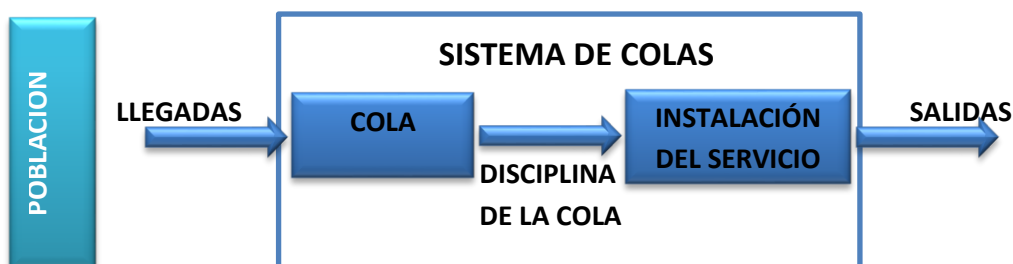 POBLACION
SISTEMA DE COLAS
LLEGADAS
COLA
DISCIPLINA
DE LA COLA
INSTALACIÓN
DEL SERVICIO
SALIDAS